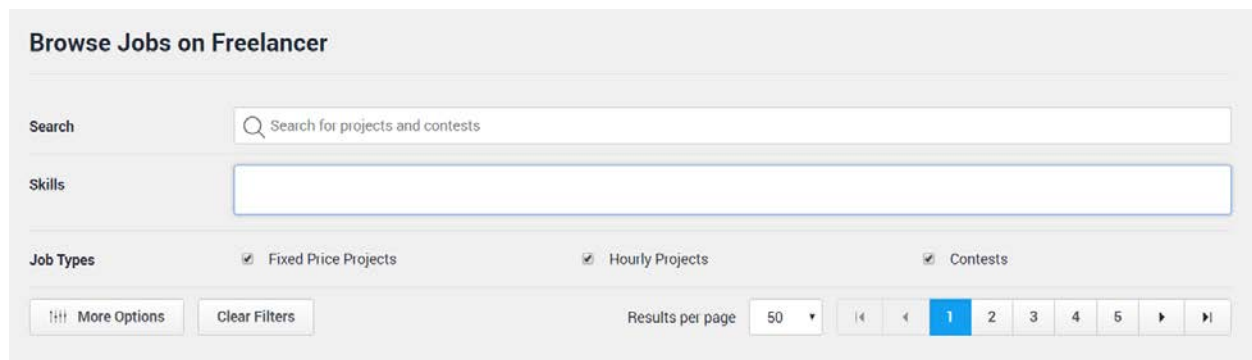 Browse Jobs on Freelancer
Search Search for projects and contests
Skills
Job Types Fixed Price Projects Hourly Projects Contests
More Options Clear Filters Results per page 50 1 2 3 4 5